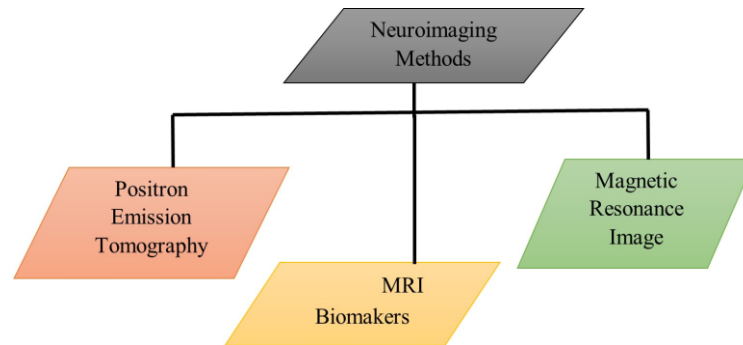 Neuroimaging
Methods
Positron
Emission
Tomography
MRI
Biomakers
Magnetic
Resonance
Image